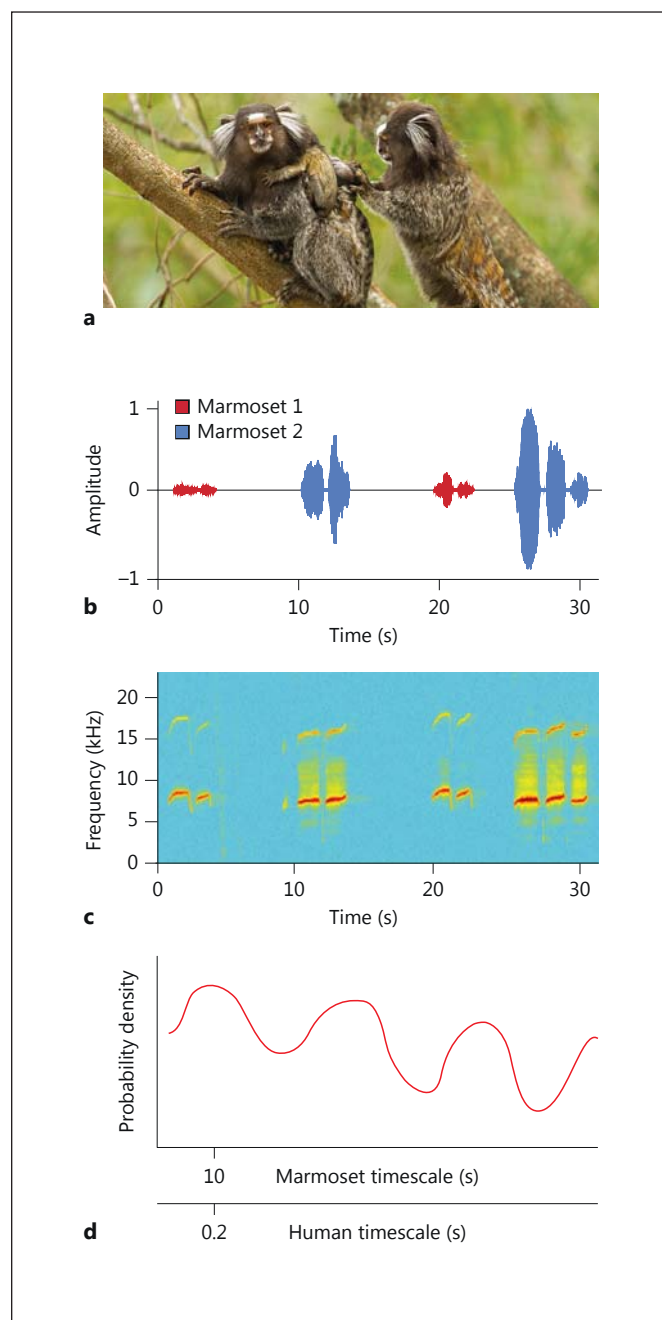 a
Marmoset 1
Marmoset 2
1
0
–1
Amplitude
0 10 20 30
Time (s)
b
20
15
10
5
0
Frequency (kHz)
0 10 20 30
Time (s)
c
Probability density
10 Marmoset timescale (s)
0.2 Human timescale (s)
d